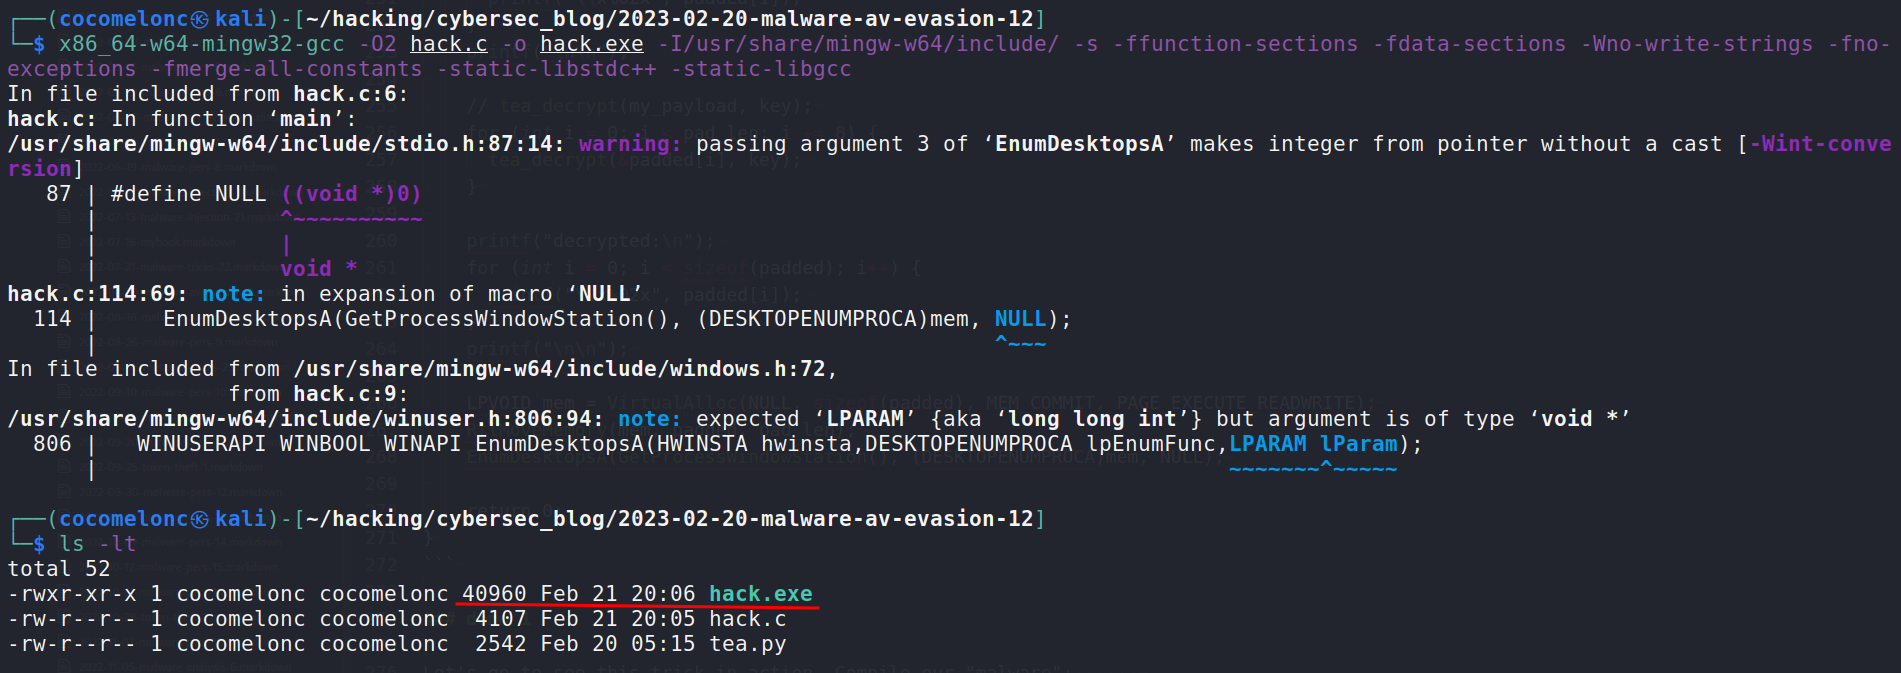 ┌──(cocomelonc㉿kali)-[~/hacking/cybersec_blog/2023-02-20-malware-av-evasion-12]
└─$ x86_64-w64-mingw32-gcc -O2 hack.c -o hack.exe -I/usr/share/mingw-w64/include/ -s -ffunction-sections -fdata-sections -Wno-write-strings -fno-
exceptions -fmerge-all-constants -static-libstdc++ -static-libgcc
In file included from hack.c:6:
hack.c: In function ‘main’:
/usr/share/mingw-w64/include/stdio.h:87:14: warning: passing argument 3 of ‘EnumDesktopsA’ makes integer from pointer without a cast [-Wint-conve
rsion]
   87 | #define NULL ((void *)0)
      |              ^~~~~~~~~~~
      |              |
      |              void *
hack.c:114:69: note: in expansion of macro ‘NULL’
  114 |     EnumDesktopsA(GetProcessWindowStation(), (DESKTOPENUMPROCA)mem, NULL);
      |                                                                     ^~~~
In file included from /usr/share/mingw-w64/include/windows.h:72,
                 from hack.c:9:
/usr/share/mingw-w64/include/winuser.h:806:94: note: expected ‘LPARAM’ {aka ‘long long int’} but argument is of type ‘void *’
  806 |   WINUSERAPI WINBOOL WINAPI EnumDesktopsA(HWINSTA hwinsta,DESKTOPENUMPROCA lpEnumFunc,LPARAM lParam);
      |                                                                                       ~~~~~~~^~~~~~
┌──(cocomelonc㉿kali)-[~/hacking/cybersec_blog/2023-02-20-malware-av-evasion-12]
└─$ ls -lt
total 52
-rwxr-xr-x 1 cocomelonc cocomelonc 40960 Feb 21 20:06 hack.exe
-rw-r--r-- 1 cocomelonc cocomelonc  4107 Feb 21 20:05 hack.c
-rw-r--r-- 1 cocomelonc cocomelonc  2542 Feb 20 05:15 tea.py